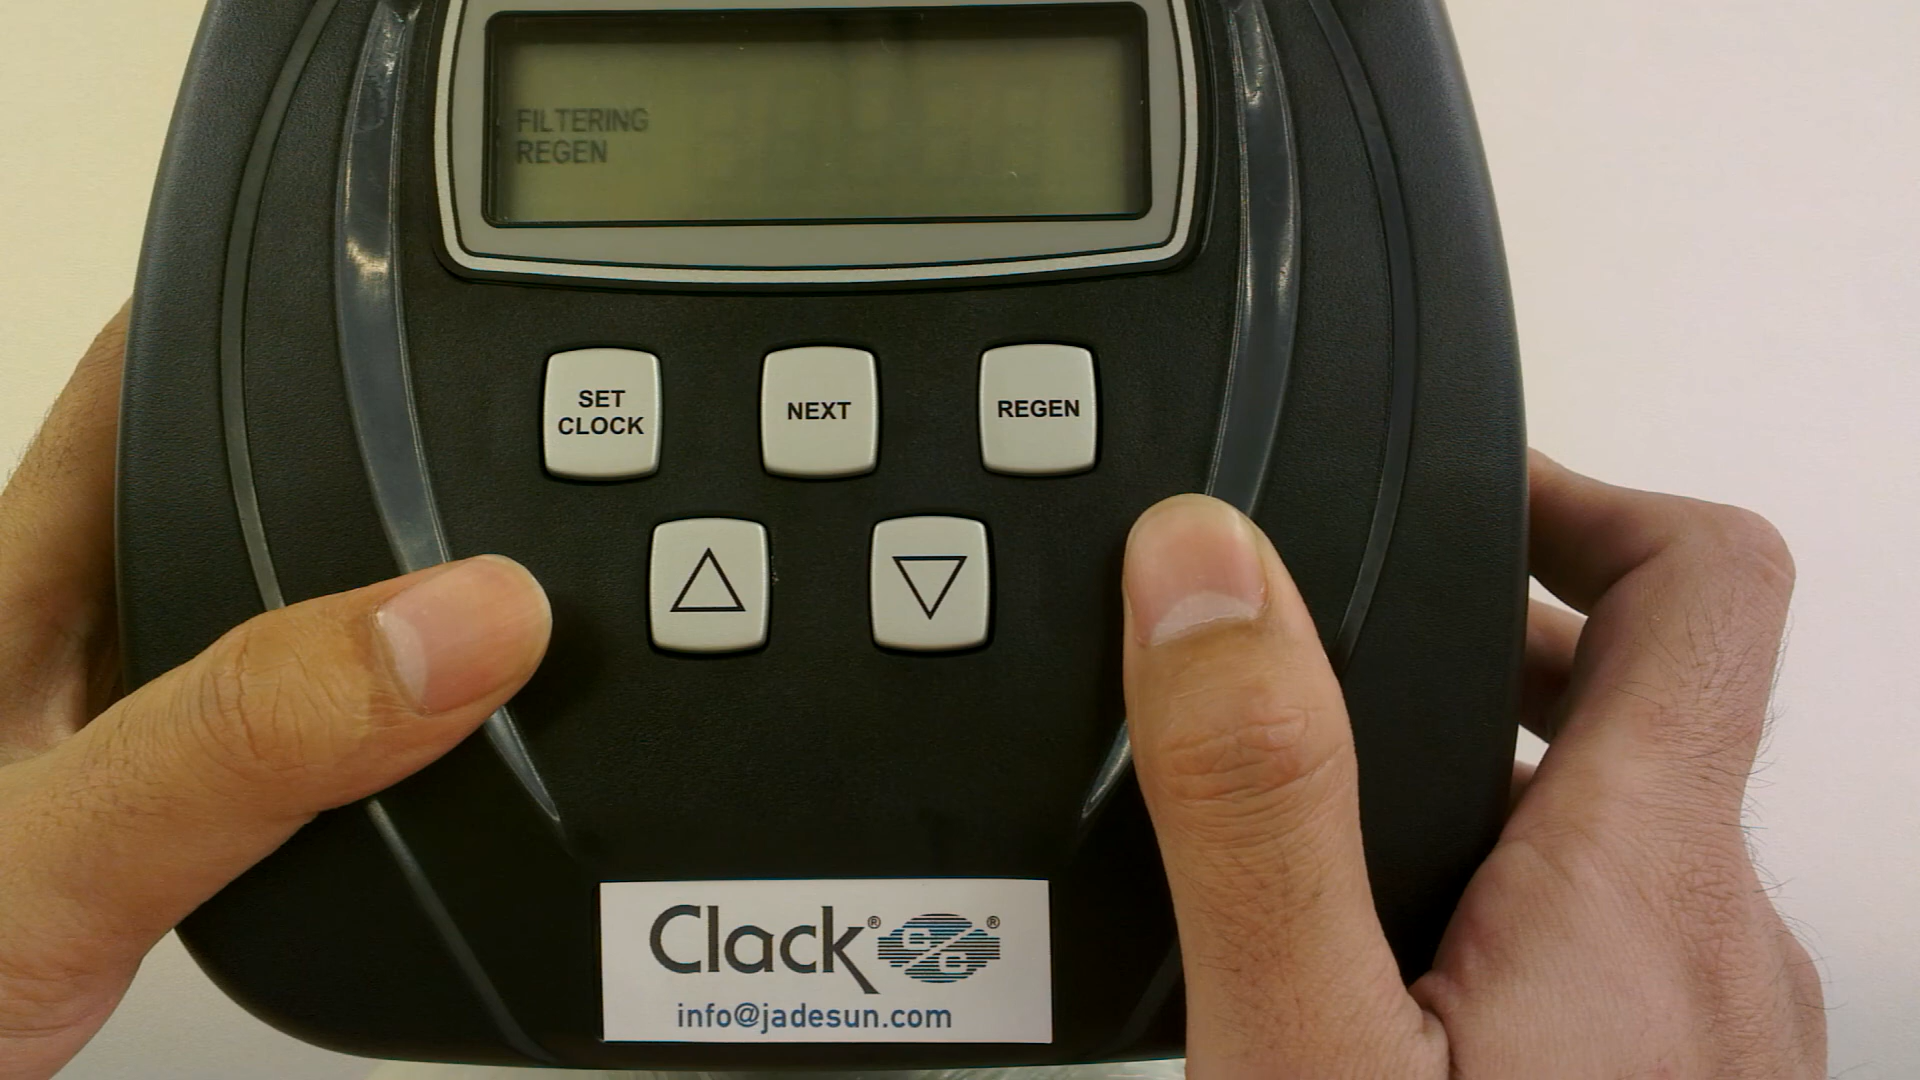 FILTERING
REGEN
SET
CLOCK
NEXT
REGEN
Clack® C/C ®
info@jadesun.com